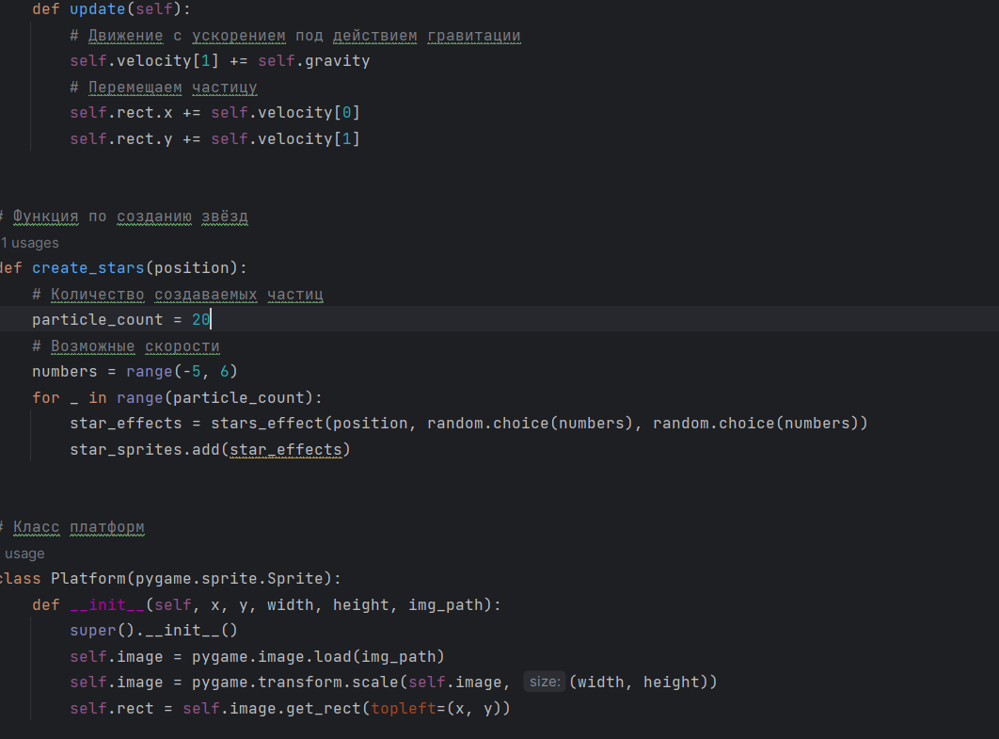 def update(self):
# Движение с ускорением под действием гравитации
self.velocity[1] += self.gravity
# Перемещаем частицу
self.rect.x += self.velocity[0]
self.rect.y += self.velocity[1]
# Функция по созданию звёзд
1 usages
def create_stars(position):
# Количество создаваемых частиц
particle_count = 20
# Возможные скорости
numbers = range(-5, 6)
for _ in range(particle_count):
star_effects = stars_effect(position, random.choice(numbers), random.choice(numbers))
star_sprites.add(star_effects)
# Класс платформ
usage
class Platform(pygame.sprite.Sprite):
def __init__(self, x, y, width, height, img_path):
super().__init__()
self.image = pygame.image.load(img_path)
self.image = pygame.transform.scale(self.image, size: (width, height))
self.rect = self.image.get_rect(topleft=(x, y))